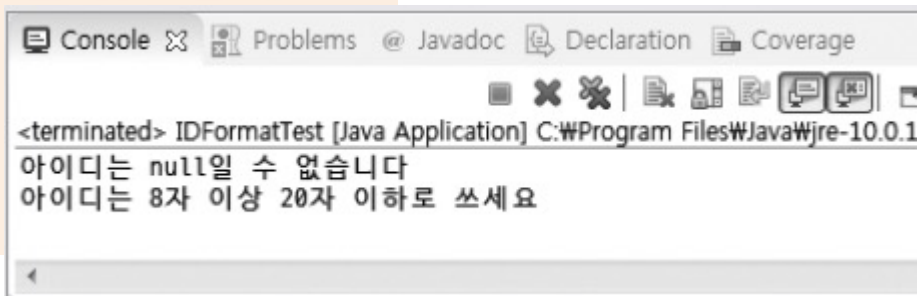 Console Problems @ Javadoc Declaration Coverage
<terminated> IDFormatTest [Java Application] C:₩Program Files₩Java₩jre-10.0.1
아이디는 null일 수 없습니다
아이디는 8자 이상 20자 이하로 쓰세요